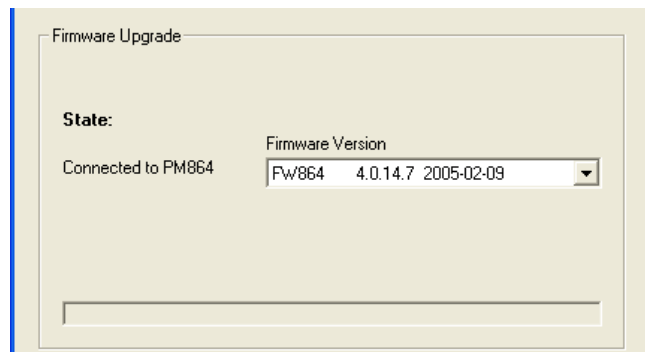 Firmware Upgrade
State:
Firmware Version
Connected to PM864
FW864 4.0.14.7 2005-02-09